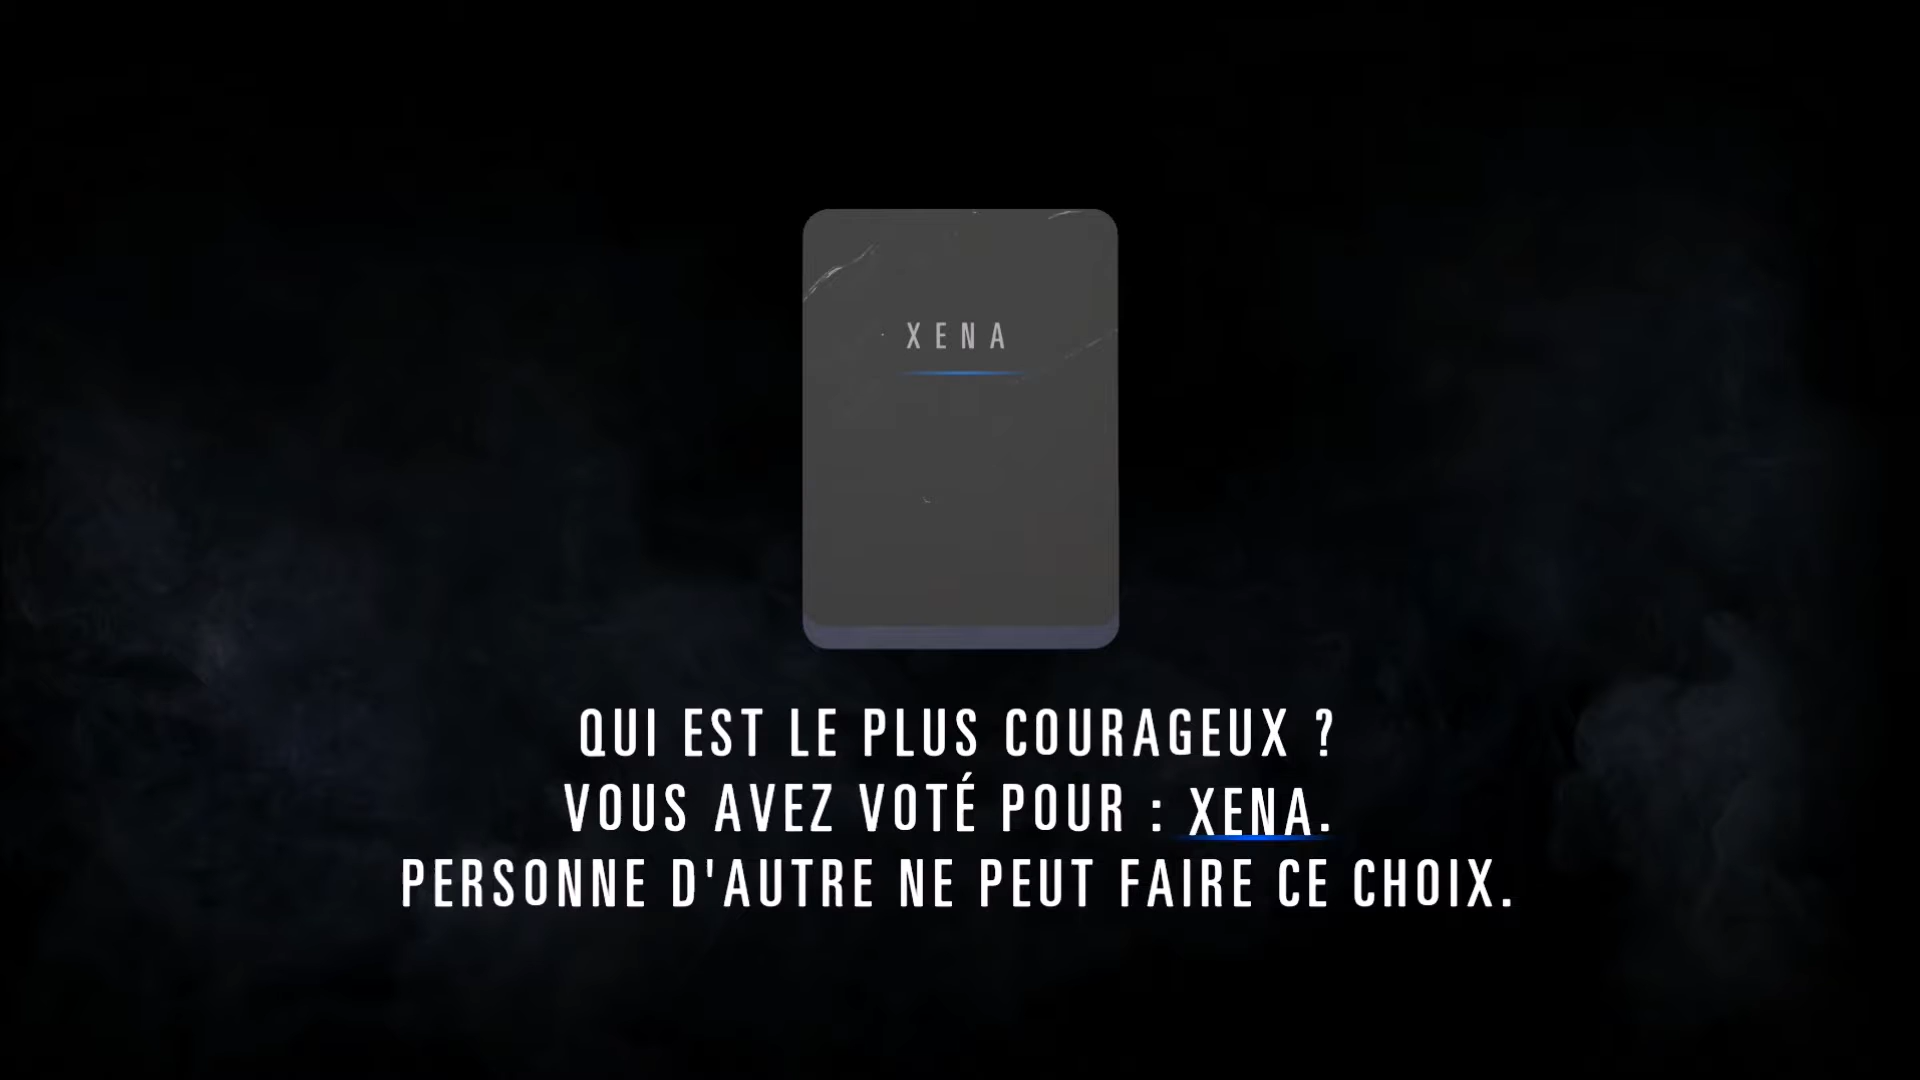 XENA
QUI EST LE PLUS COURAGEUX ?
VOUS AVEZ VOTÉ POUR : XENA.
PERSONNE D'AUTRE NE PEUT FAIRE CE CHOIX.